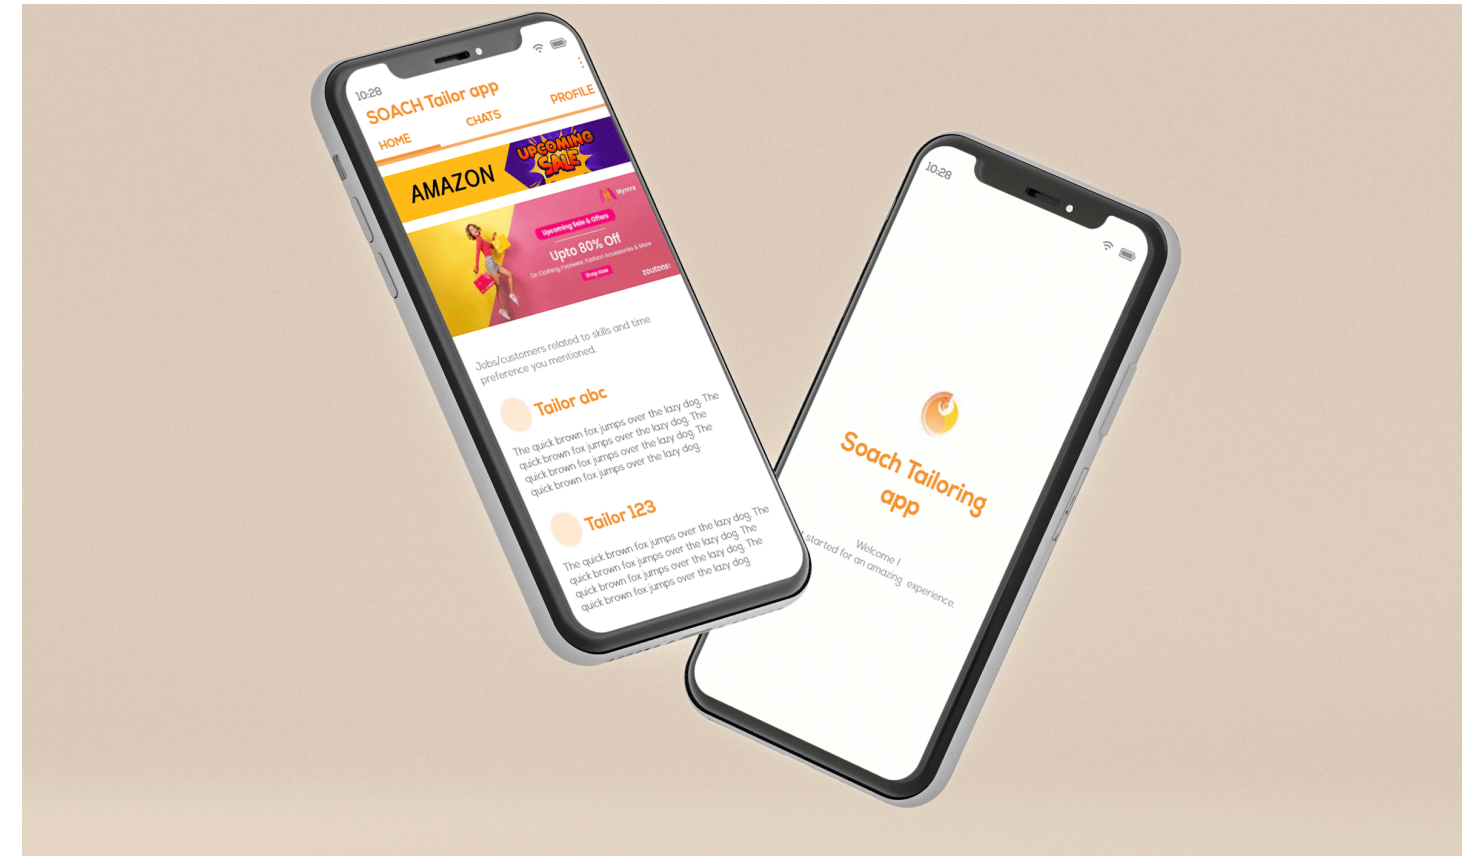 10:28
SOACH Tailor app
HOME
CHATS
PROFILE
AMAZON
UPCOMING
SALE
Myntra
Upcoming Sale & Offers
Upto 80% Off
On Clothing, Footwear, Fashion Accessories & More
Shop Now
zoutons
Jobs/customers related to skills and time
preference you mentioned.
Tailor abc
The quick brown fox jumps over the lazy dog. The
quick brown fox jumps over the lazy dog. The
quick brown fox jumps over the lazy dog. The
quick brown fox jumps over the lazy dog.
Tailor 123
The quick brown fox jumps over the lazy dog. The
quick brown fox jumps over the lazy dog. The
quick brown fox jumps over the lazy dog. The
quick brown fox jumps over the lazy dog.
10:28
Soach Tailoring
app
Welcome !
started for an amazing experience.